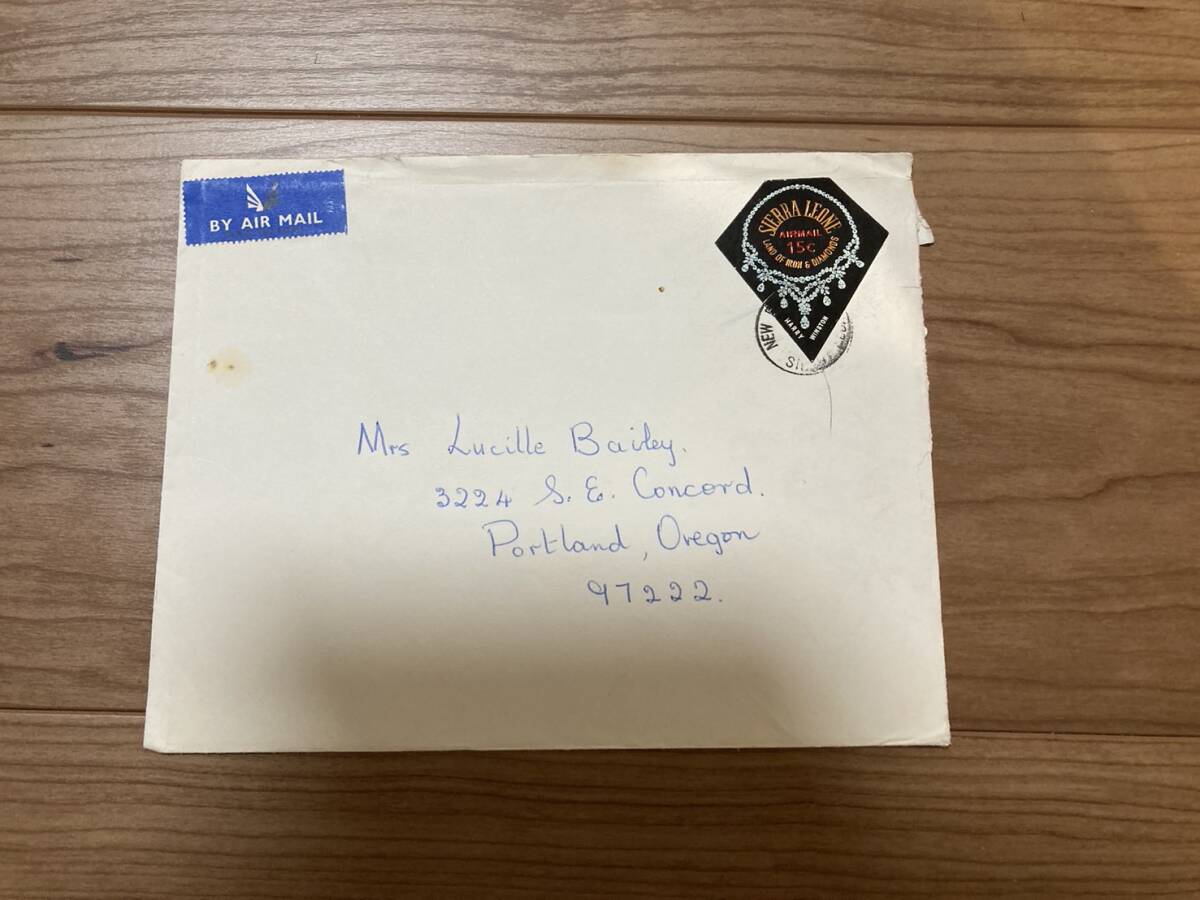 BY AIR MAIL
SIERRA LEONE
AIRMAIL
15c
LAND OF IRON & DIAMONDS
HARRY WINSTON
NEW
Mrs Lucille Bailey.
3224 S. E. Concord.
Portland, Oregon
97222.